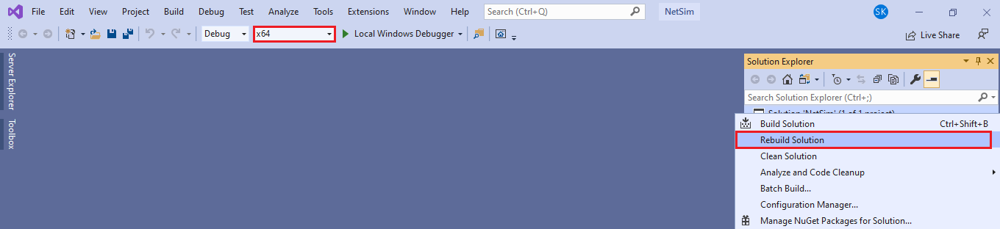 File Edit View Project Build Debug Test Analyze Tools Extensions Window Help Search (Ctrl+Q) NetSim SK
Debug x64 Local Windows Debugger Live Share
Server Explorer
Toolbox
Solution Explorer
Search Solution Explorer (Ctrl+;)
Solution 'NetSim' (1 of 1 project)
Build Solution Ctrl+Shift+B
Rebuild Solution
Clean Solution
Analyze and Code Cleanup
Batch Build...
Configuration Manager...
Manage NuGet Packages for Solution...